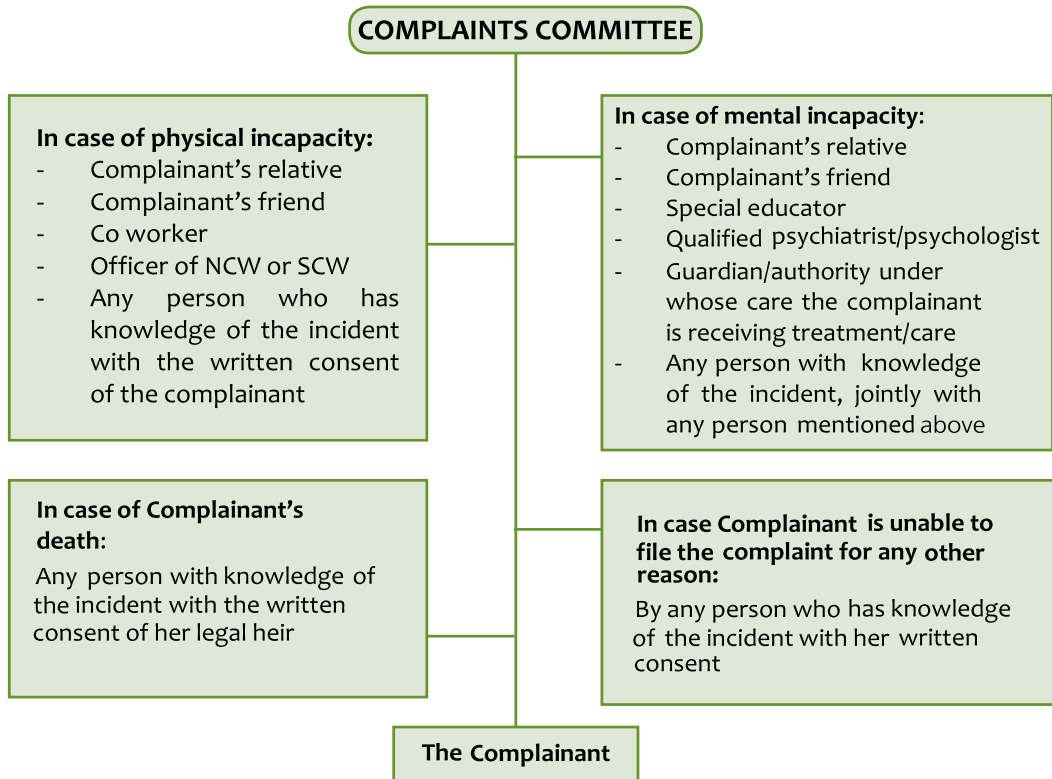 COMPLAINTS COMMITTEE
In case of physical incapacity:
- Complainant’s relative
- Complainant’s friend
- Co worker
- Officer of NCW or SCW
- Any person who has
knowledge of the incident
with the written consent
of the complainant
In case of mental incapacity:
- Complainant’s relative
- Complainant’s friend
- Special educator
- Qualified psychiatrist/psychologist
- Guardian/authority under
whose care the complainant
is receiving treatment/care
- Any person with knowledge
of the incident, jointly with
any person mentioned above
In case of Complainant’s
death:
Any person with knowledge of
the incident with the written
consent of her legal heir
In case Complainant is unable to
file the complaint for any other
reason:
By any person who has knowledge
of the incident with her written
consent
The Complainant